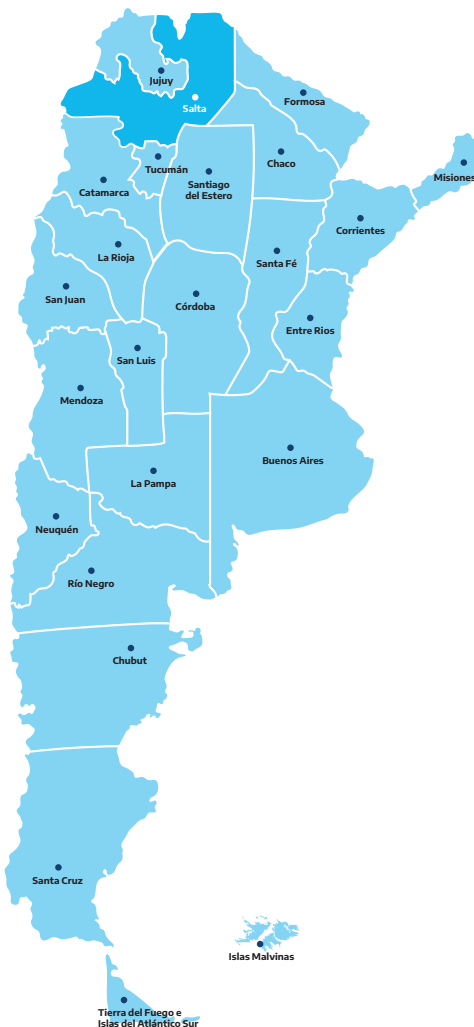 Jujuy
Salta
Formosa
Tucumán
Chaco
Misiones
Catamarca
Santiago
del Estero
Corrientes
La Rioja
Santa Fé
San Juan
Córdoba
Entre Rios
San Luis
Mendoza
Buenos Aires
La Pampa
Neuquén
Río Negro
Chubut
Santa Cruz
Islas Malvinas
Tierra del Fuego e
Islas del Atlántico Sur